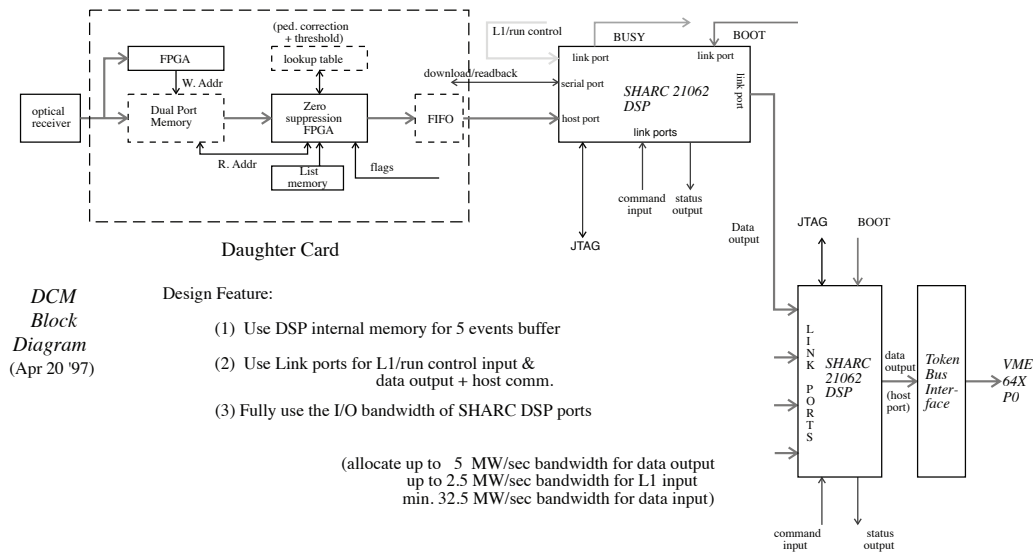 (ped. correction
+ threshold)
lookup table
FPGA
W. Addr
optical
receiver
Dual Port
Memory
Zero
suppression
FPGA
FIFO
R. Addr
List
memory
flags
Daughter Card
L1/run control
BUSY
BOOT
link port
link port
download/readback
serial port
SHARC 21062
DSP
link port
host port
link ports
JTAG
command
input
status
output
Data
output
DCM
Block
Diagram
(Apr 20 '97)
Design Feature:
(1) Use DSP internal memory for 5 events buffer
(2) Use Link ports for L1/run control input &
data output + host comm.
(3) Fully use the I/O bandwidth of SHARC DSP ports
(allocate up to 5 MW/sec bandwidth for data output
up to 2.5 MW/sec bandwidth for L1 input
min. 32.5 MW/sec bandwidth for data input)
JTAG
BOOT
LINK PORTS
SHARC
21062
DSP
data
output
(host
port)
Token
Bus
Inter-
face
VME
64X
P0
command
input
status
output